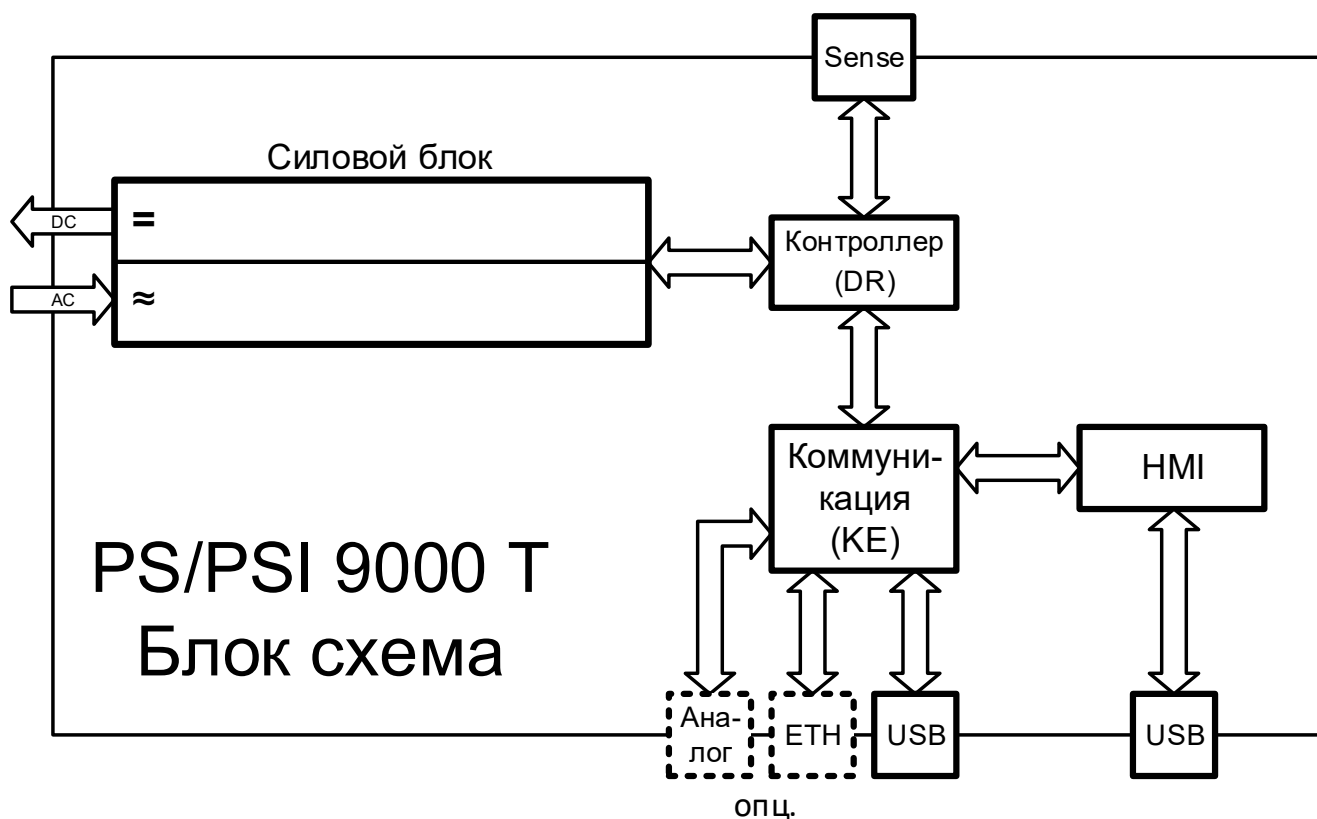 Sense
Силовой блок
DC
=
Контроллер
(DR)
AC
≈
Коммуни-
кация
(KE)
HMI
PS/PSI 9000 T
Блок схема
Ана-
лог
ETH
USB
USB
опц.